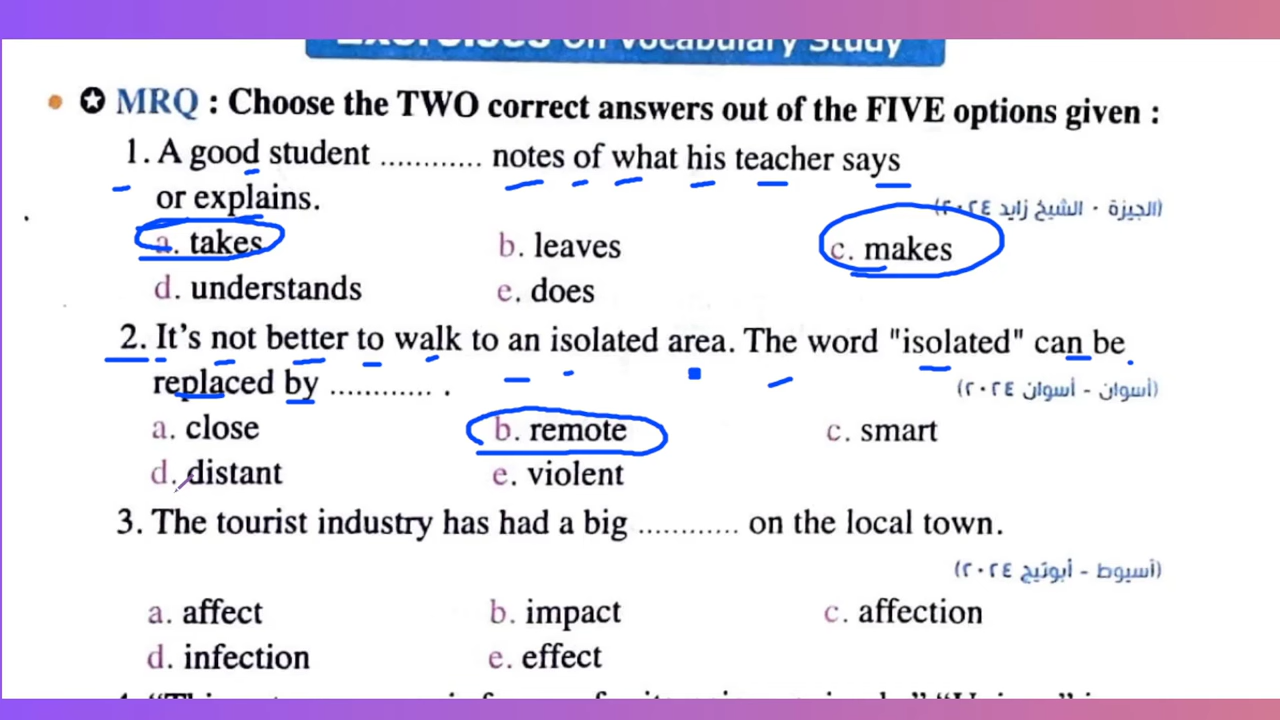 Exercises on Vocabulary Study
MRQ : Choose the TWO correct answers out of the FIVE options given :
1. A good student ............ notes of what his teacher says
or explains.
(الجيزة - الشيخ زايد ٢٠٢٤)
a. takes b. leaves c. makes
d. understands e. does
2. It's not better to walk to an isolated area. The word "isolated" can be
replaced by ............ .
(أسوان - أسوان ٢٠٢٤)
a. close b. remote c. smart
d. distant e. violent
3. The tourist industry has had a big ............ on the local town.
(أسيوط - أبوتيج ٢٠٢٤)
a. affect b. impact c. affection
d. infection e. effect